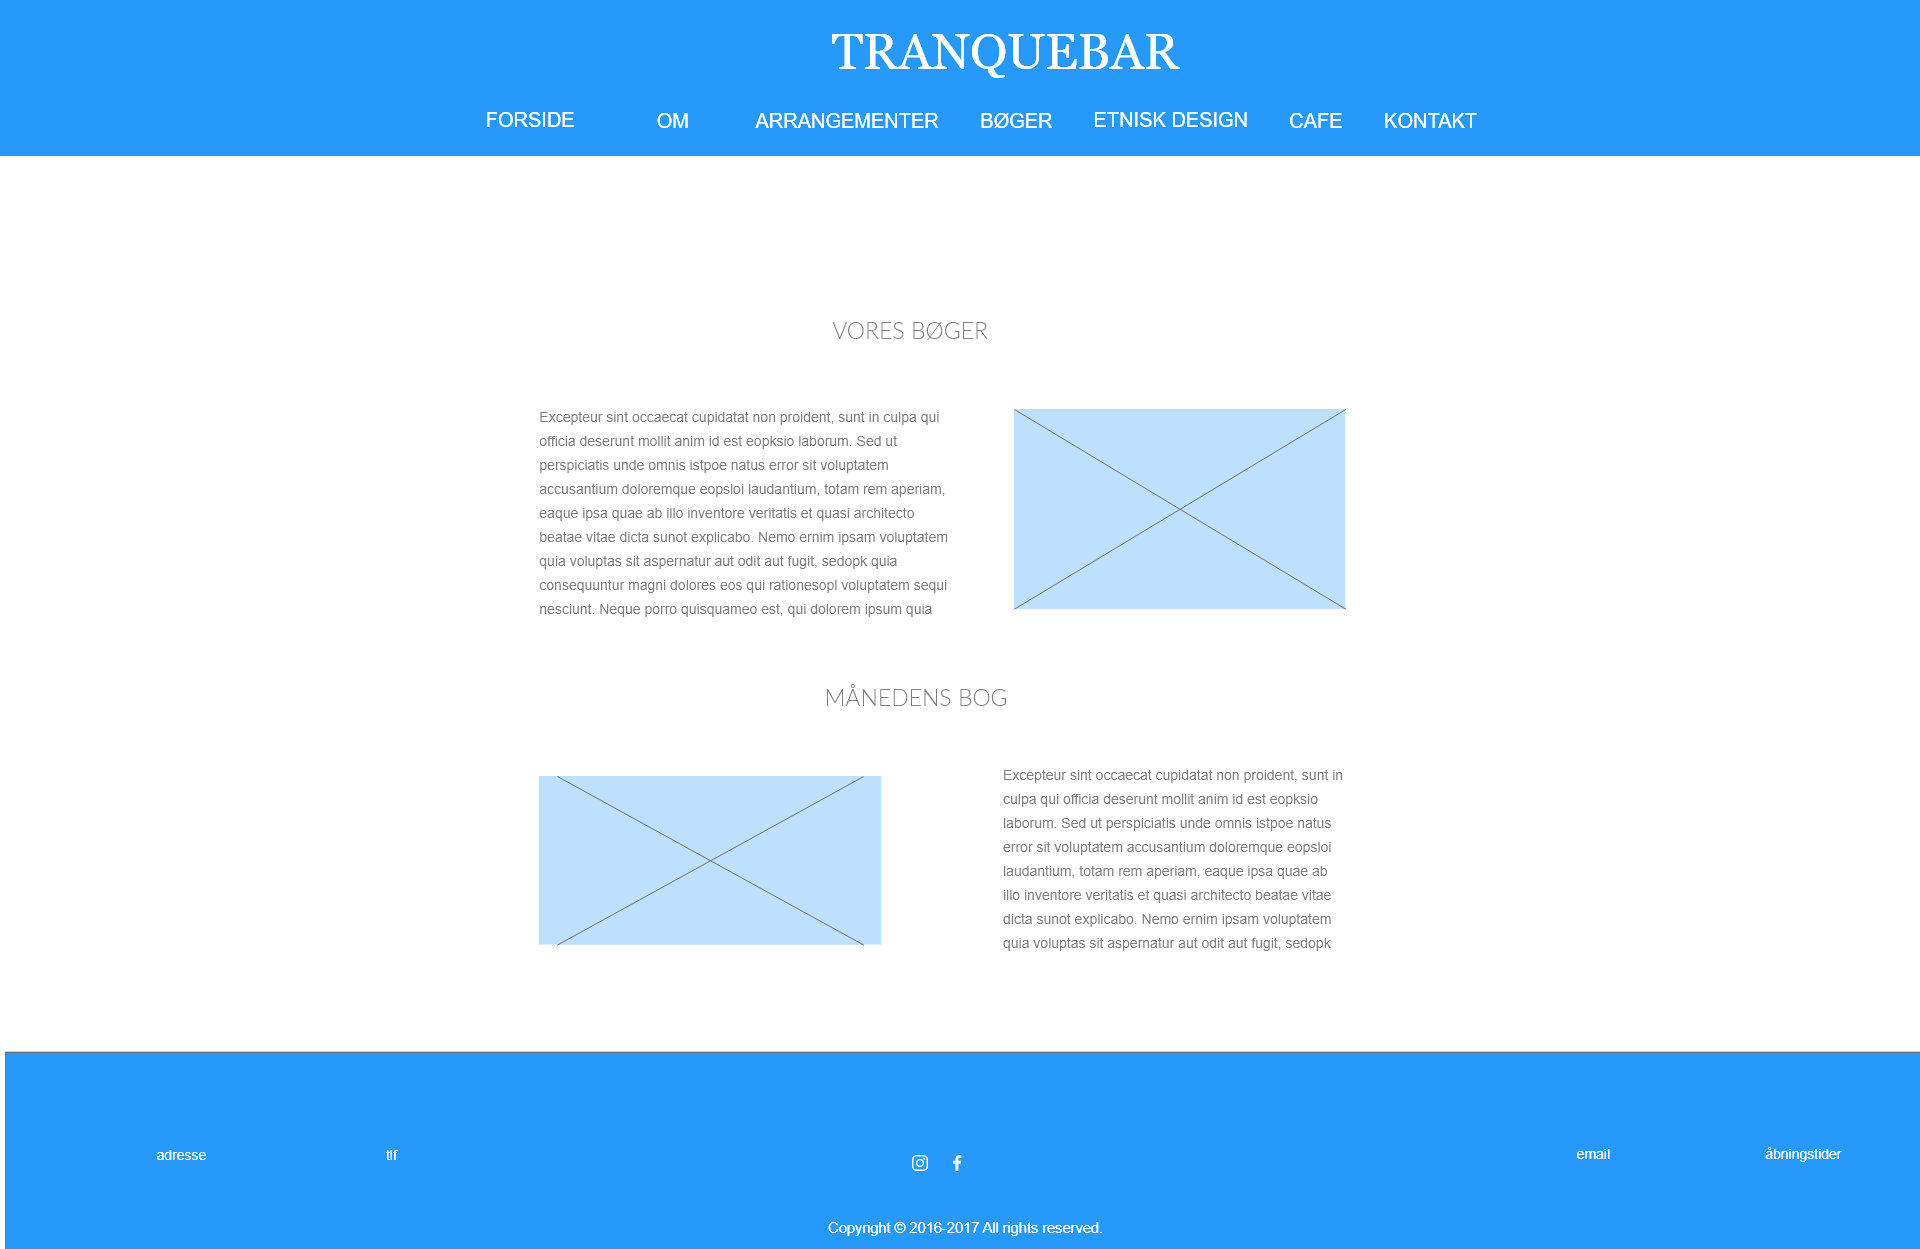 TRANQUEBAR
FORSIDE OM ARRANGEMENTER BØGER ETNISK DESIGN CAFE KONTAKT
VORES BØGER
Excepteur sint occaecat cupidatat non proident, sunt in culpa qui
officia deserunt mollit anim id est eopksio laborum. Sed ut
perspiciatis unde omnis istpoe natus error sit voluptatem
accusantium doloremque eopsloi laudantium, totam rem aperiam,
eaque ipsa quae ab illo inventore veritatis et quasi architecto
beatae vitae dicta sunot explicabo. Nemo ernim ipsam voluptatem
quia voluptas sit aspernatur aut odit aut fugit, sedopk quia
consequuntur magni dolores eos qui rationesopl voluptatem sequi
nesciunt. Neque porro quisquameo est, qui dolorem ipsum quia
MÅNEDENS BOG
Excepteur sint occaecat cupidatat non proident, sunt in
culpa qui officia deserunt mollit anim id est eopksio
laborum. Sed ut perspiciatis unde omnis istpoe natus
error sit voluptatem accusantium doloremque eopsloi
laudantium, totam rem aperiam, eaque ipsa quae ab
illo inventore veritatis et quasi architecto beatae vitae
dicta sunot explicabo. Nemo ernim ipsam voluptatem
quia voluptas sit aspernatur aut odit aut fugit, sedopk
adresse tlf email åbningstider
Copyright © 2016-2017 All rights reserved.